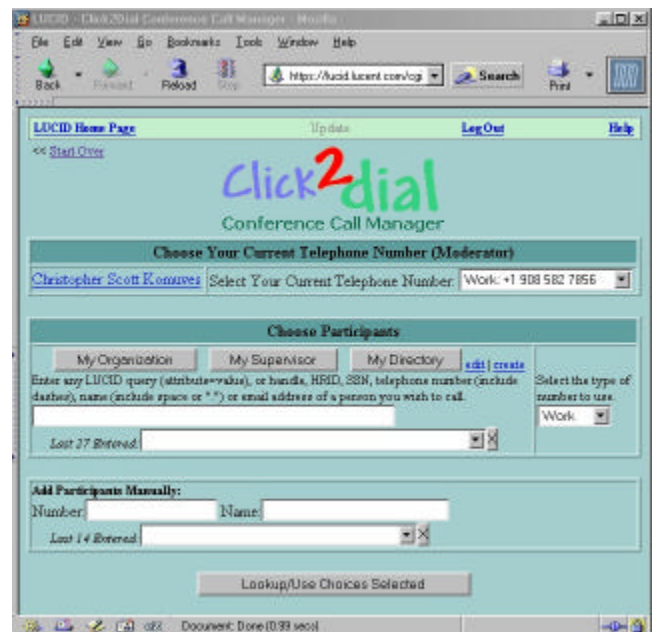 LUCID - Click2Dial Conference Call Manager - Mozilla
File Edit View Go Bookmarks Tools Window Help
Back Forward Reload Stop https://lucid.lucent.com/cgi Search Print
LUCID Home Page Update Log Out Help
<< Start Over
Click2dial
Conference Call Manager
Choose Your Current Telephone Number (Moderator)
Christopher Scott Komuves Select Your Current Telephone Number: Work: +1 908 582 7856
Choose Participants
My Organization My Supervisor My Directory edit | create
Enter any LUCID query (attribute=value), or handle, HRID, SSN, telephone number (include
dashes), name (include space or "*") or email address of a person you wish to call.
Select the type of
number to use.
Work
Last 27 Entered:
X
Add Participants Manually:
Number: Name:
Last 14 Entered:
X
Lookup/Use Choices Selected
Document: Done (0.99 secs)